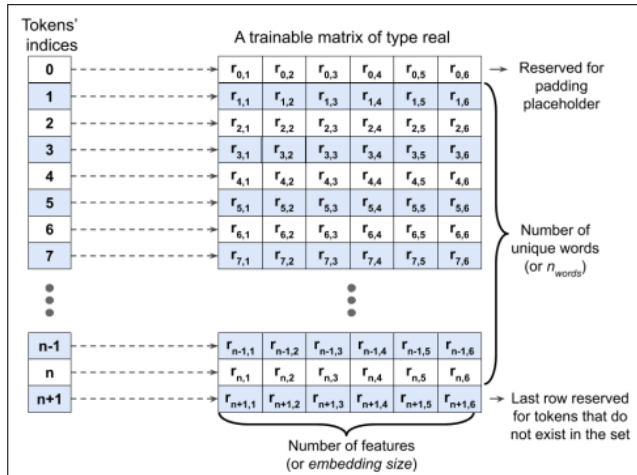 Tokens'
indices
A trainable matrix of type real
0 r0,1 r0,2 r0,3 r0,4 r0,5 r0,6
Reserved for
padding
placeholder
1 r1,1 r1,2 r1,3 r1,4 r1,5 r1,6
2 r2,1 r2,2 r2,3 r2,4 r2,5 r2,6
3 r3,1 r3,2 r3,3 r3,4 r3,5 r3,6
4 r4,1 r4,2 r4,3 r4,4 r4,5 r4,6
5 r5,1 r5,2 r5,3 r5,4 r5,5 r5,6
6 r6,1 r6,2 r6,3 r6,4 r6,5 r6,6
7 r7,1 r7,2 r7,3 r7,4 r7,5 r7,6
Number of
unique words
(or nwords)
n-1 rn-1,1 rn-1,2 rn-1,3 rn-1,4 rn-1,5 rn-1,6
n rn,1 rn,2 rn,3 rn,4 rn,5 rn,6
n+1 rn+1,1 rn+1,2 rn+1,3 rn+1,4 rn+1,5 rn+1,6
Last row reserved
for tokens that do
not exist in the set
Number of features
(or embedding size)